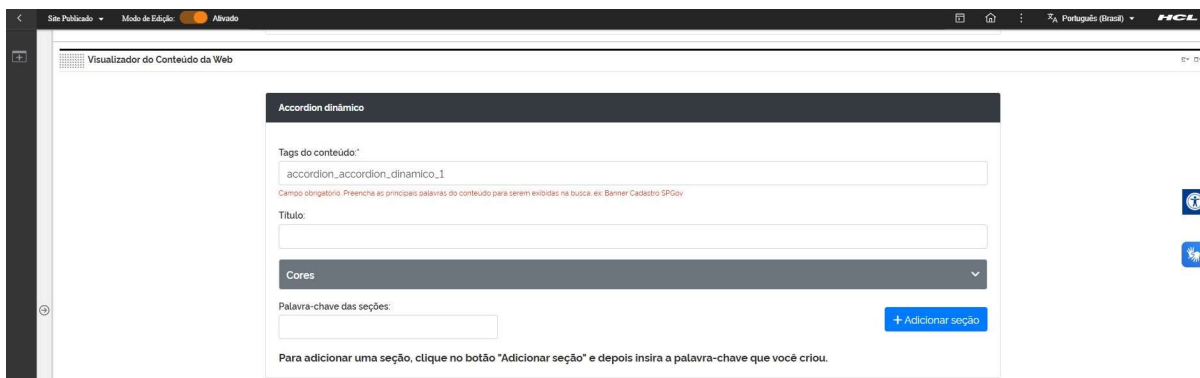 Site Publicado
Modo de Edição: Ativado
Português (Brasil)
HCL
Visualizador do Conteúdo da Web
Accordion dinâmico
Tags do conteúdo:*
accordion_accordion_dinamico_1
Campo obrigatório. Preencha as principais palavras do conteúdo para serem exibidas na busca. ex: Banner Cadastro SPGov
Título:
Cores
Palavra-chave das seções:
+ Adicionar seção
Para adicionar uma seção, clique no botão "Adicionar seção" e depois insira a palavra-chave que você criou.